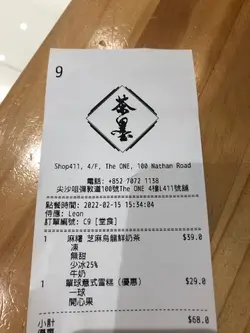 9
茶墨
Shop411, 4/F, The ONE, 100 Nathan Road
電話: +852 7072 1138
尖沙咀彌敦道100號The ONE 4樓L411號舖
點餐時間: 2022-02-15 15:34:04
侍應: Leon
訂單編號: C9 [堂食]
1 麻糬 芝麻烏龍鮮奶茶 $39.0
凍
無甜
少冰25%
牛奶
1 單球意式雪糕（優惠） $29.0
一球
開心果
小計 $68.0